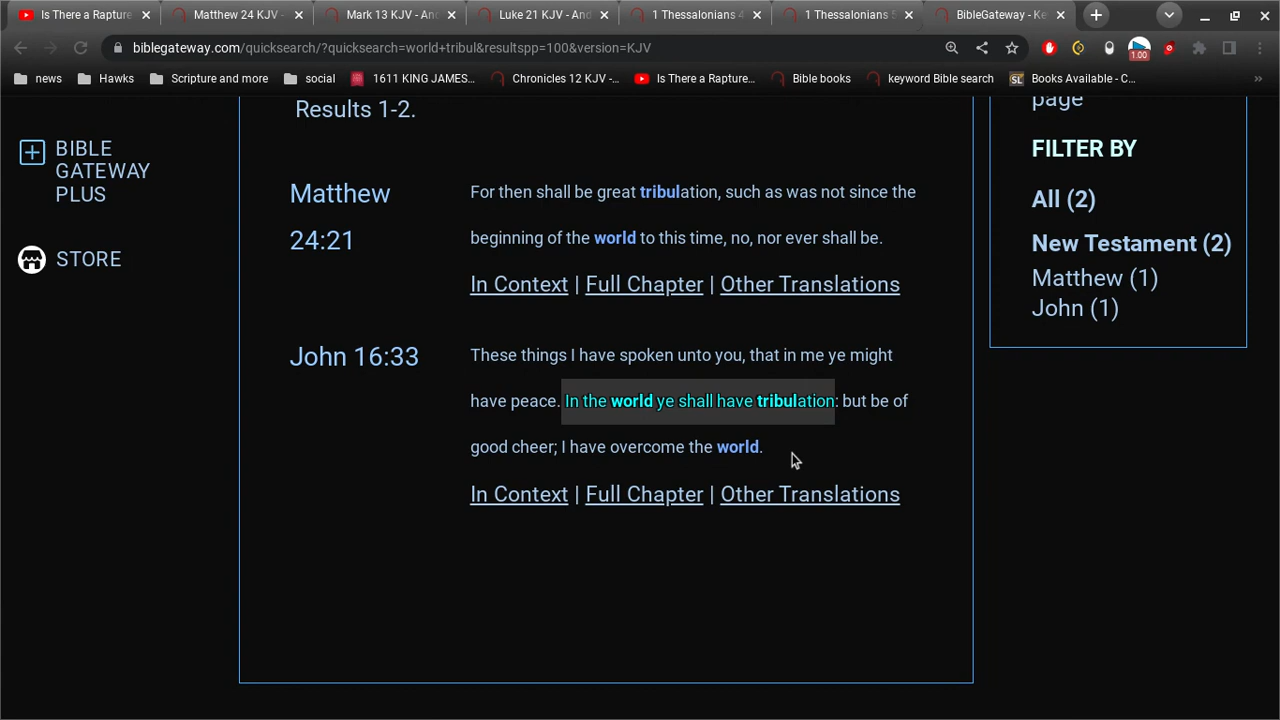 Is There a Rapture
Matthew 24 KJV -
Mark 13 KJV - And
Luke 21 KJV - And
1 Thessalonians 4
1 Thessalonians 5
BibleGateway - Ke
biblegateway.com/quicksearch/?quicksearch=world+tribul&resultspp=100&version=KJV
1.00
news
Hawks
Scripture and more
social
1611 KING JAMES...
Chronicles 12 KJV -...
Is There a Rapture...
Bible books
keyword Bible search
SL
Books Available - C...
»
Results 1-2.
BIBLE
GATEWAY
PLUS
STORE
Matthew
24:21
For then shall be great tribulation, such as was not since the
beginning of the world to this time, no, nor ever shall be.
In Context | Full Chapter | Other Translations
John 16:33
These things I have spoken unto you, that in me ye might
have peace. In the world ye shall have tribulation: but be of
good cheer; I have overcome the world.
In Context | Full Chapter | Other Translations
page
FILTER BY
All (2)
New Testament (2)
Matthew (1)
John (1)